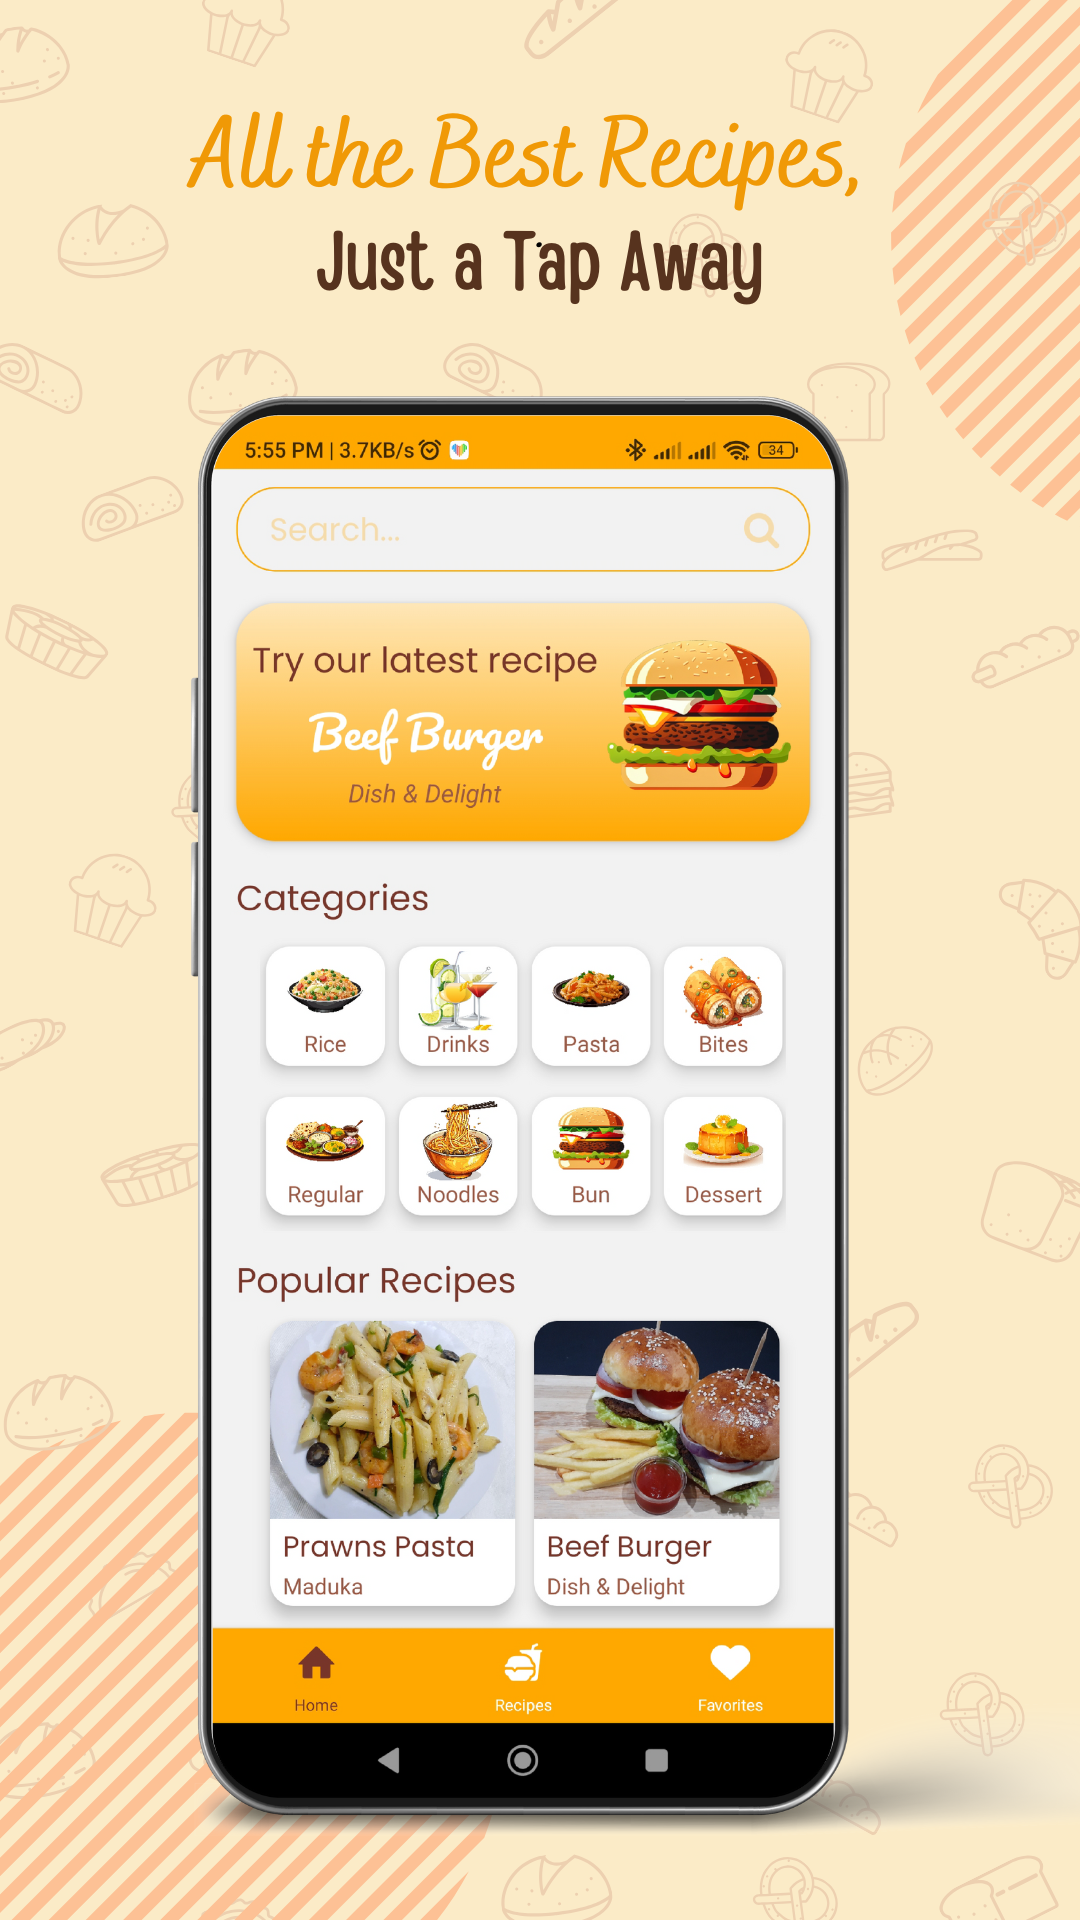 All the Best Recipes,
Just a Tap Away
5:55 PM | 3.7KB/s
34
Search...
Try our latest recipe
Beef Burger
Dish & Delight
Categories
Rice Drinks Pasta Bites
Regular Noodles Bun Dessert
Popular Recipes
Prawns Pasta Beef Burger
Maduka Dish & Delight
Home Recipes Favorites